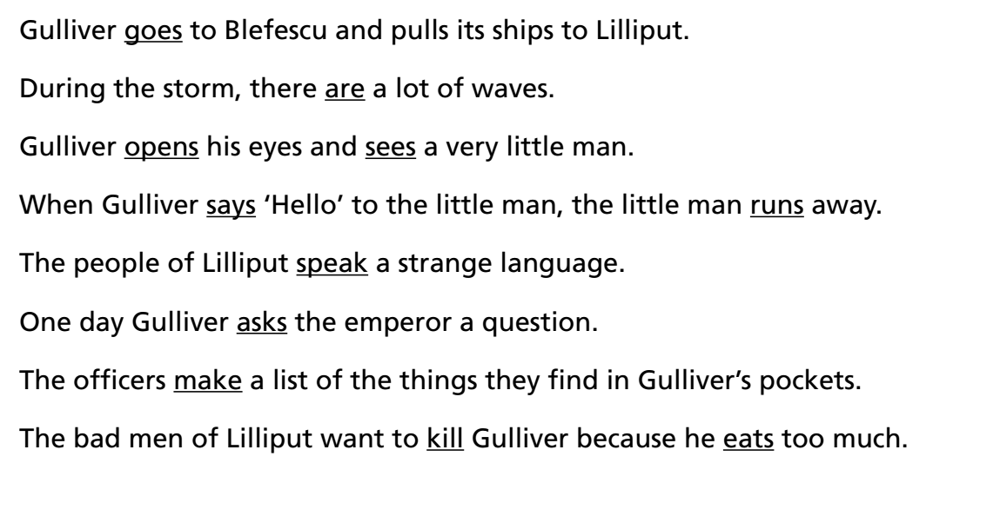 Gulliver goes to Blefescu and pulls its ships to Lilliput.
During the storm, there are a lot of waves.
Gulliver opens his eyes and sees a very little man.
When Gulliver says ‘Hello’ to the little man, the little man runs away.
The people of Lilliput speak a strange language.
One day Gulliver asks the emperor a question.
The officers make a list of the things they find in Gulliver’s pockets.
The bad men of Lilliput want to kill Gulliver because he eats too much.